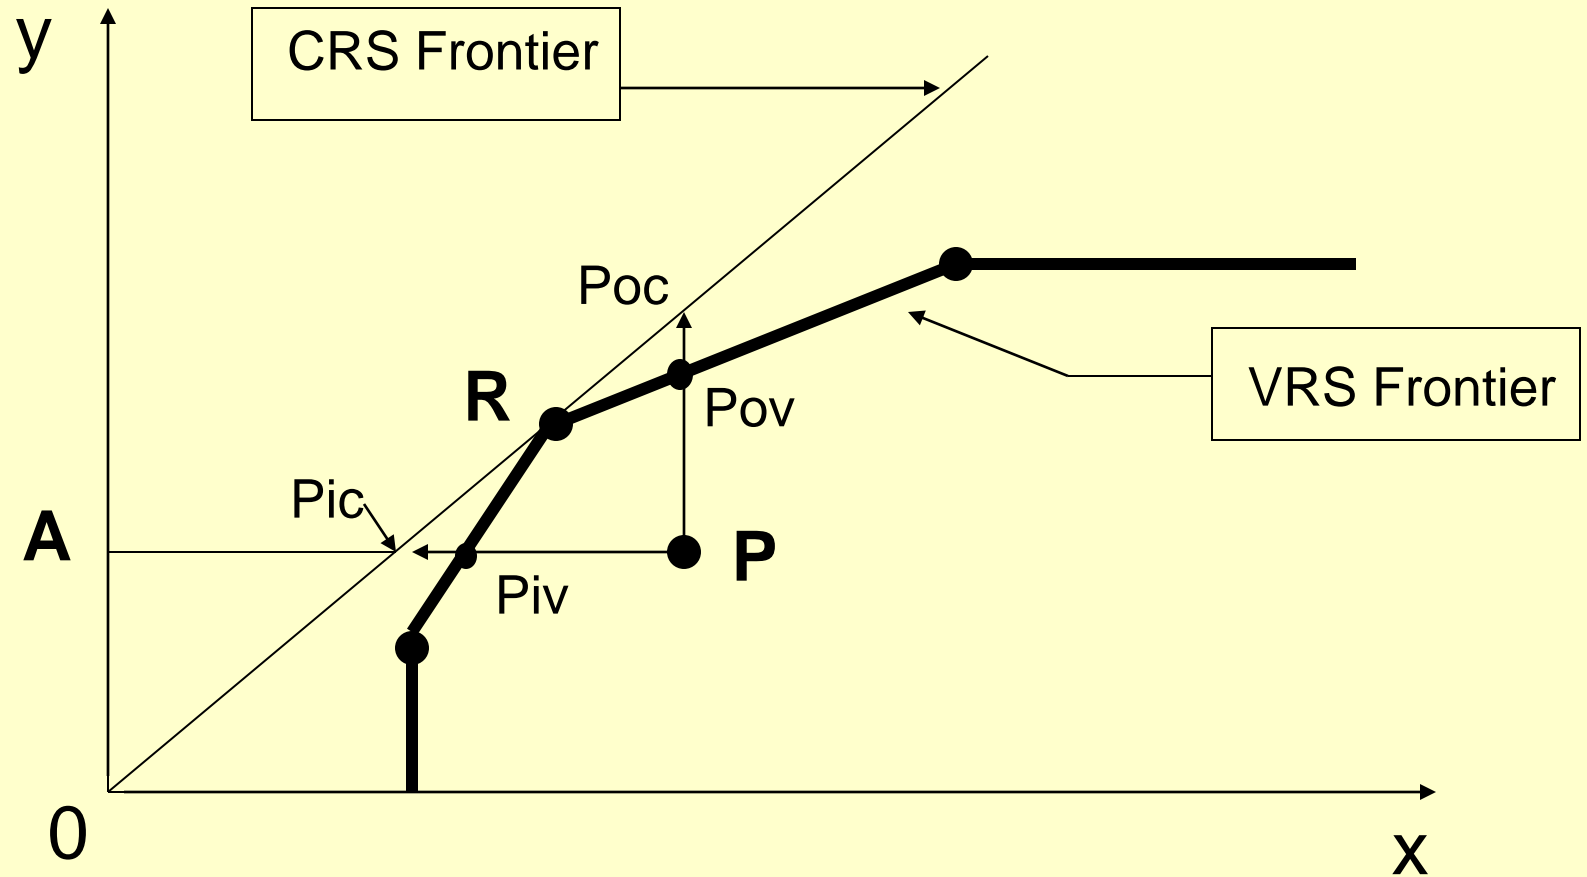 y
CRS Frontier
Poc
R
Pov
VRS Frontier
Pic
A
P
Piv
0
x